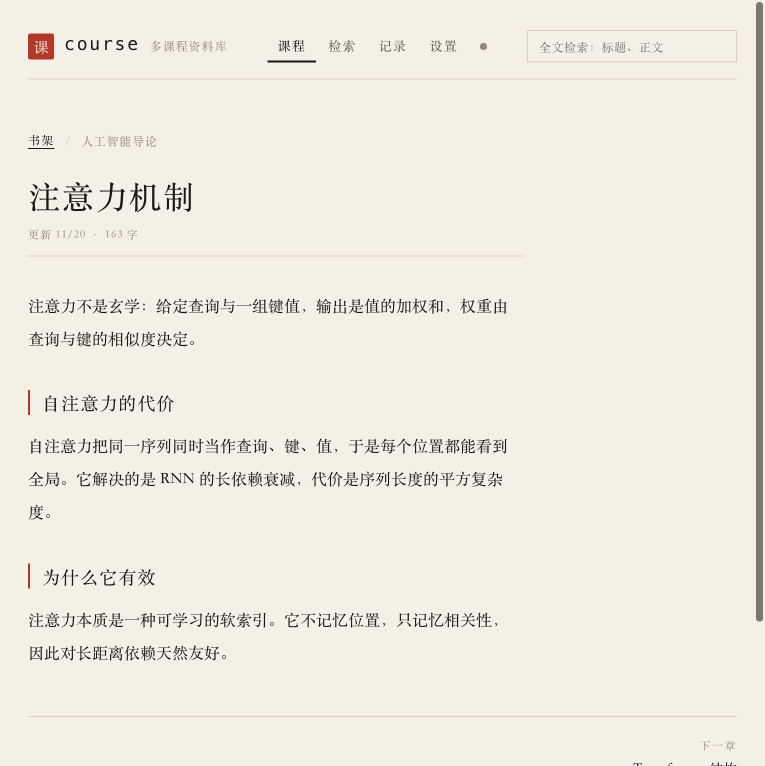 课 course 多课程资料库 课程 检索 记录 设置 全文检索：标题、正文
书架 / 人工智能导论
注意力机制
更新 11/20 · 163 字
注意力不是玄学：给定查询与一组键值，输出是值的加权和，权重由
查询与键的相似度决定。
自注意力的代价
自注意力把同一序列同时当作查询、键、值，于是每个位置都能看到
全局。它解决的是 RNN 的长依赖衰减，代价是序列长度的平方复杂
度。
为什么它有效
注意力本质是一种可学习的软索引。它不记忆位置，只记忆相关性，
因此对长距离依赖天然友好。
下一章